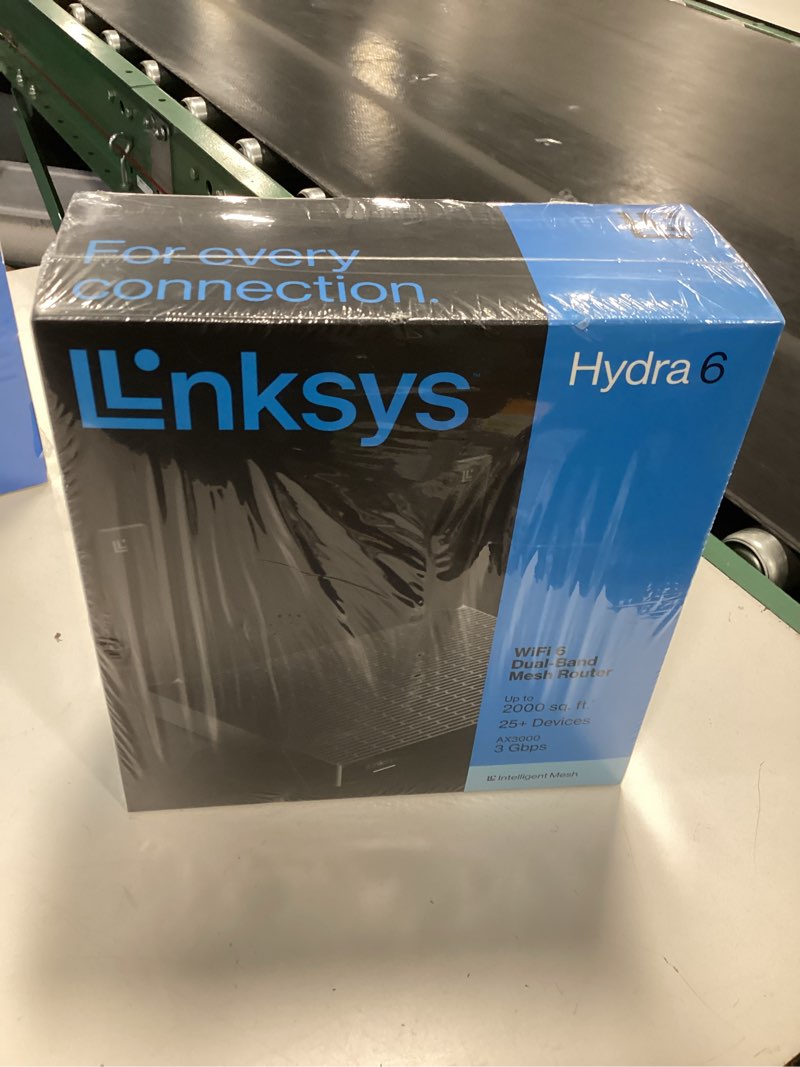 For every
connection.
Linksys
Hydra 6
WiFi 6
Dual-Band
Mesh Router
Up to
2000 sq. ft
25+ Devices
AX3000
3 Gbps
Intelligent Mesh